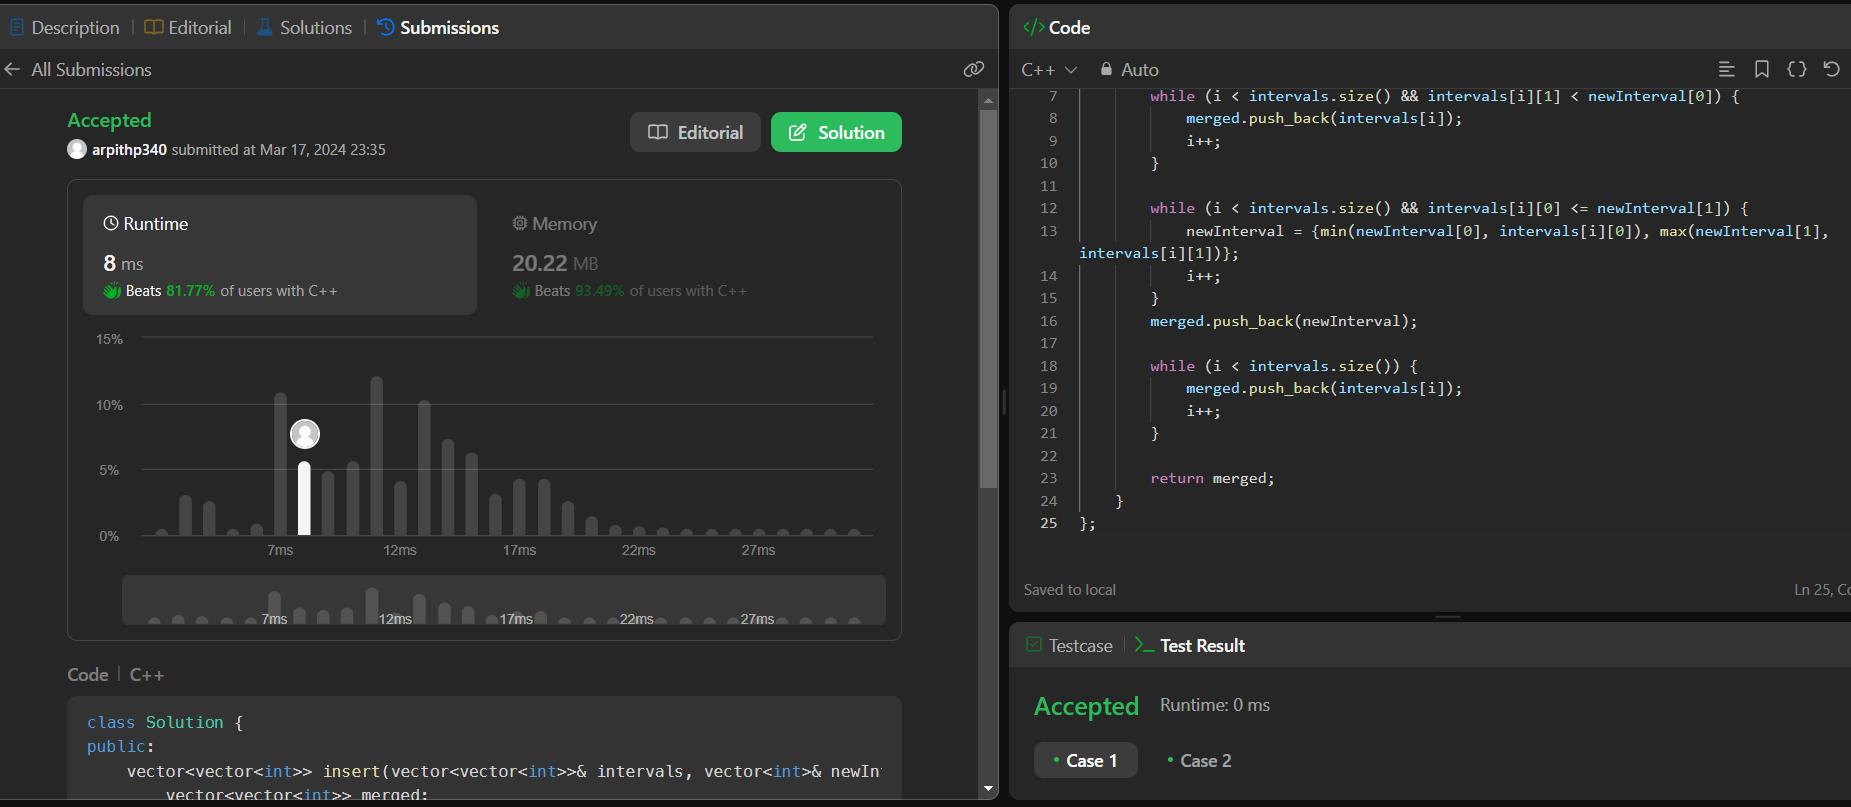 Description | Editorial | Solutions | Submissions
All Submissions
Accepted
arpithp340 submitted at Mar 17, 2024 23:35
Editorial
Solution
Runtime
8 ms
Beats 81.77% of users with C++
Memory
20.22 MB
Beats 93.49% of users with C++
15%
10%
5%
0%
7ms 12ms 17ms 22ms 27ms
7ms 12ms 17ms 22ms 27ms
Code | C++
class Solution {
public:
    vector<vector<int>> insert(vector<vector<int>>& intervals, vector<int>& newIn
        vector<vector<int>> merged;
</> Code
C++ Auto
7         while (i < intervals.size() && intervals[i][1] < newInterval[0]) {
8             merged.push_back(intervals[i]);
9             i++;
10         }
11
12         while (i < intervals.size() && intervals[i][0] <= newInterval[1]) {
13             newInterval = {min(newInterval[0], intervals[i][0]), max(newInterval[1],
intervals[i][1])};
14             i++;
15         }
16         merged.push_back(newInterval);
17
18         while (i < intervals.size()) {
19             merged.push_back(intervals[i]);
20             i++;
21         }
22
23         return merged;
24     }
25 };
Saved to local
Ln 25, Co
Testcase | >_ Test Result
Accepted Runtime: 0 ms
• Case 1 • Case 2